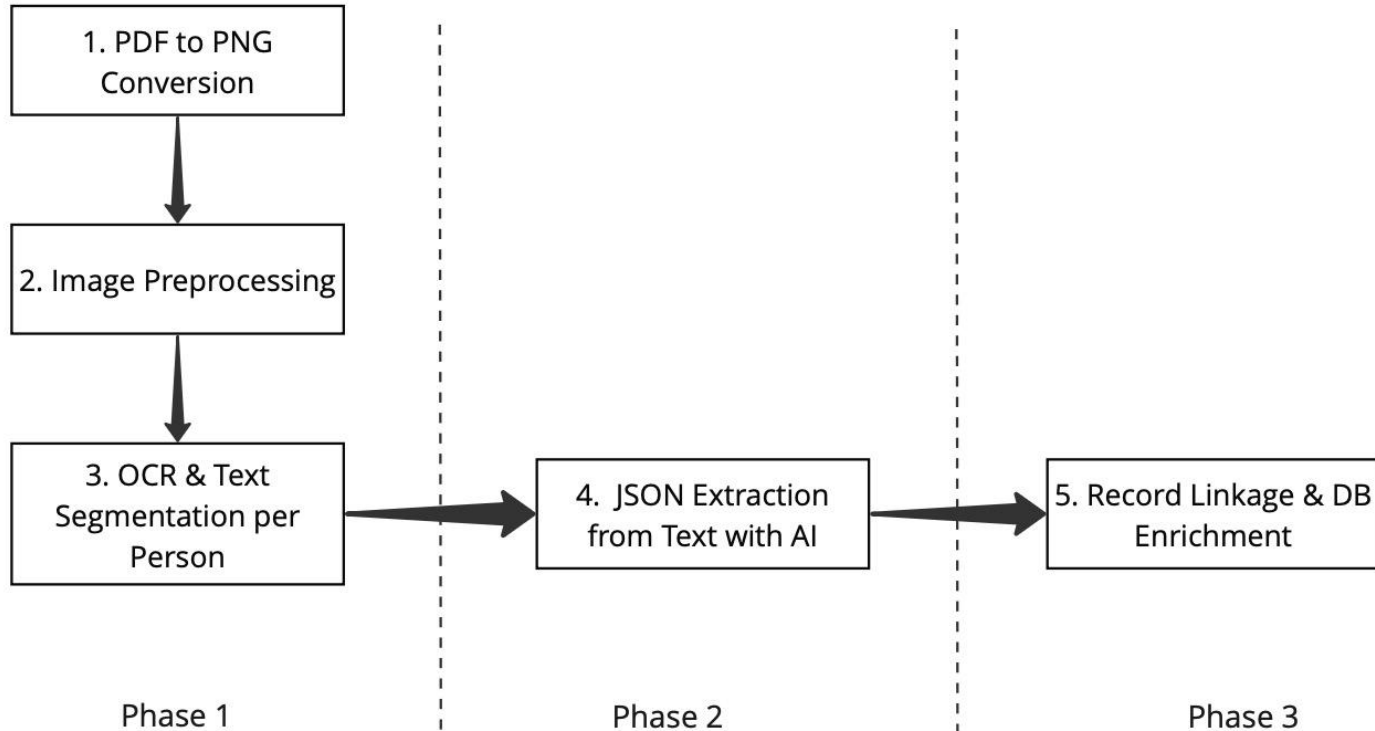 1. PDF to PNG
Conversion
2. Image Preprocessing
3. OCR & Text
Segmentation per
Person
4. JSON Extraction
from Text with AI
5. Record Linkage & DB
Enrichment
Phase 1
Phase 2
Phase 3